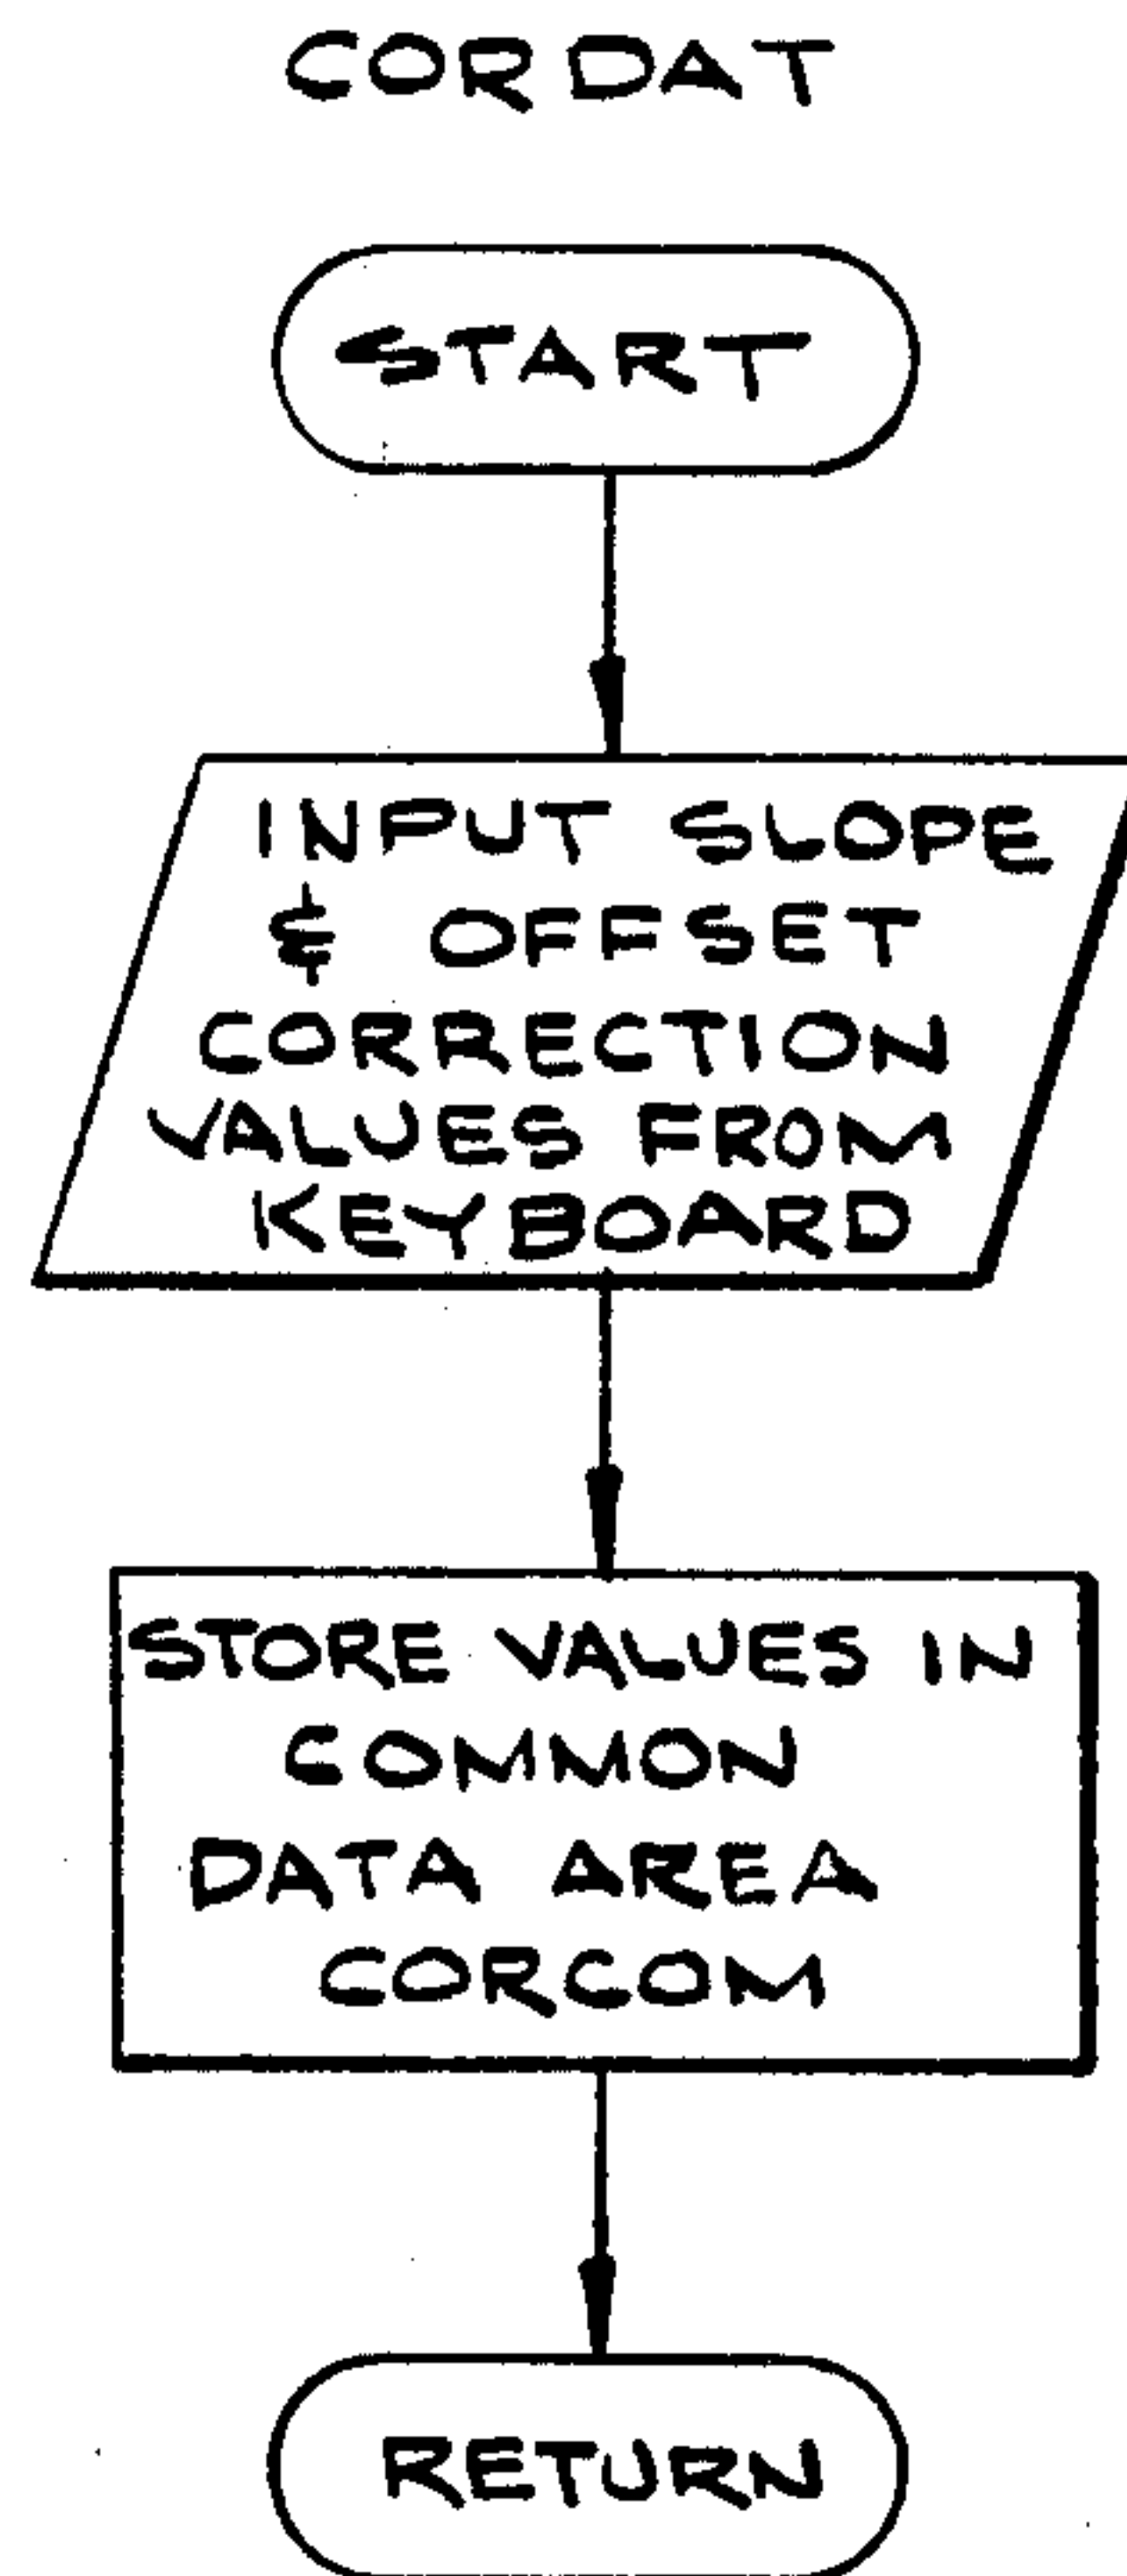 CORDAT
START
INPUT SLOPE
& OFFSET
CORRECTION
VALUES FROM
KEYBOARD
STORE VALUES IN
COMMON
DATA AREA
CORCOM
RETURN